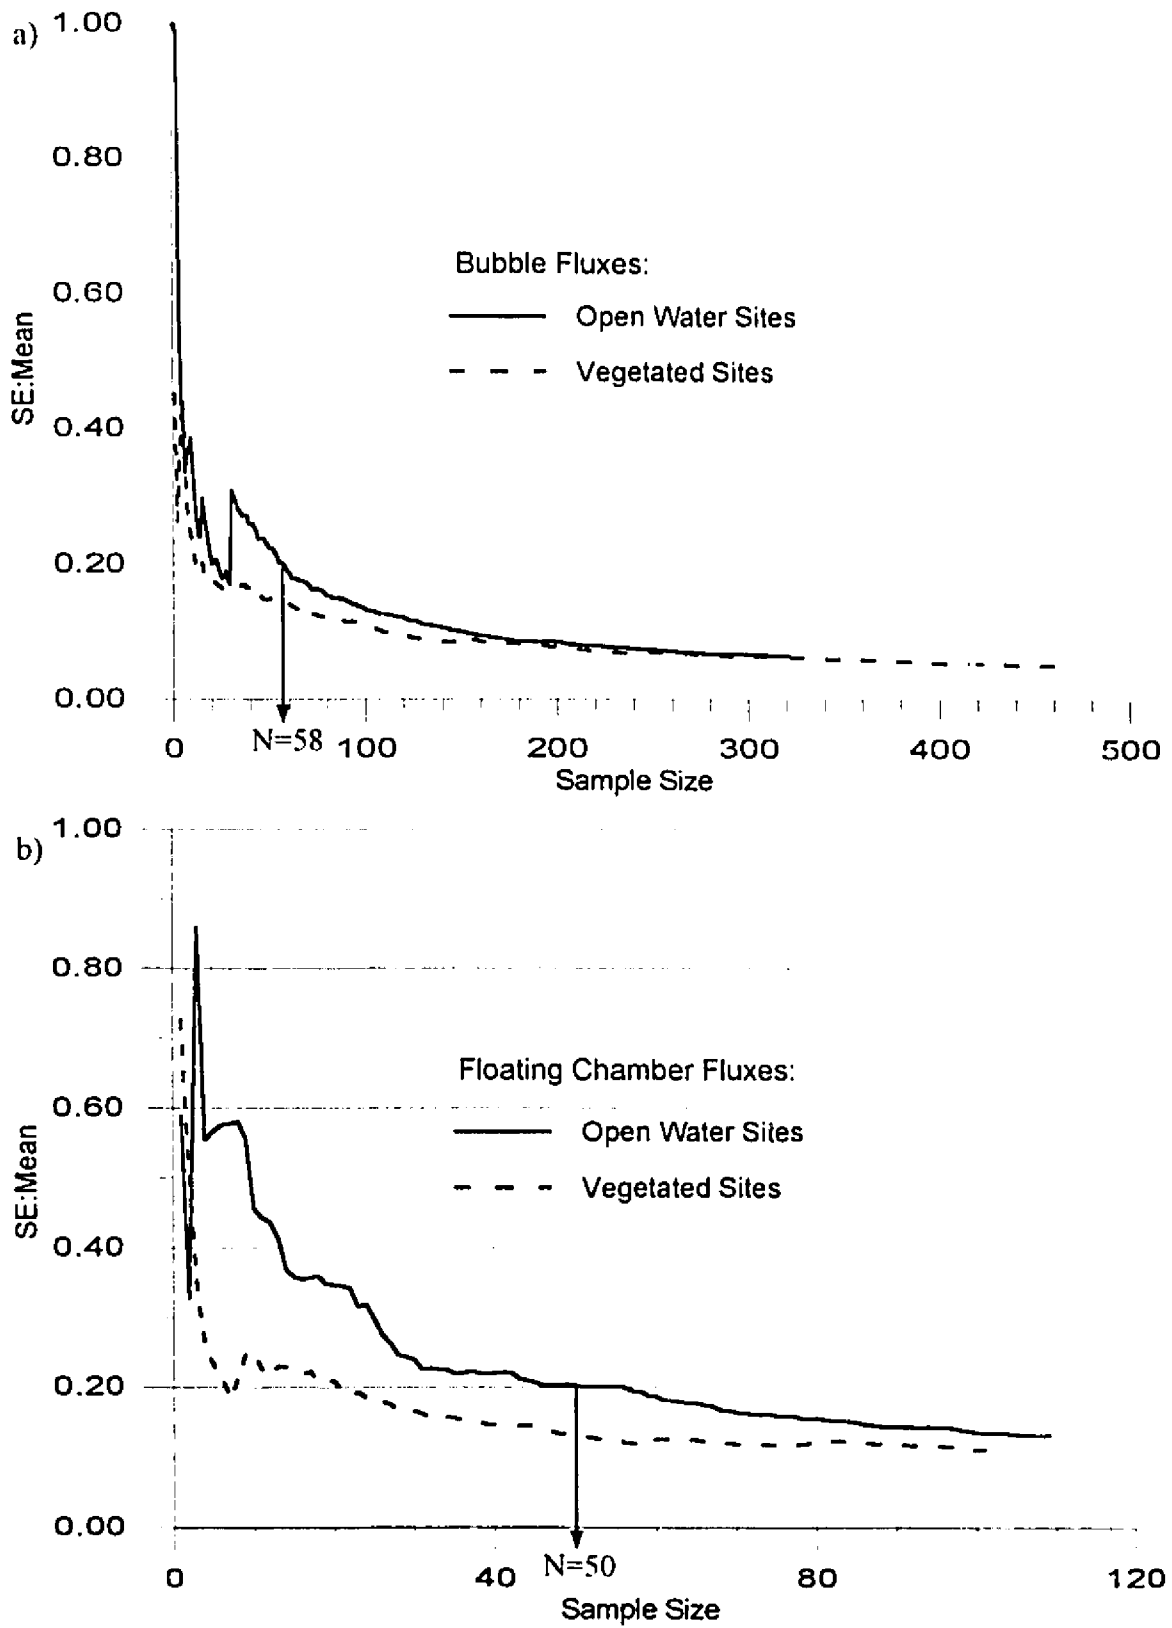 a)
1.00
0.80
0.60
0.40
0.20
0.00
SE:Mean
Bubble Fluxes:
Open Water Sites
Vegetated Sites
N=58
0 100 200 300 400 500
Sample Size
b)
1.00
0.80
0.60
0.40
0.20
0.00
SE:Mean
Floating Chamber Fluxes:
Open Water Sites
Vegetated Sites
N=50
0 40 80 120
Sample Size